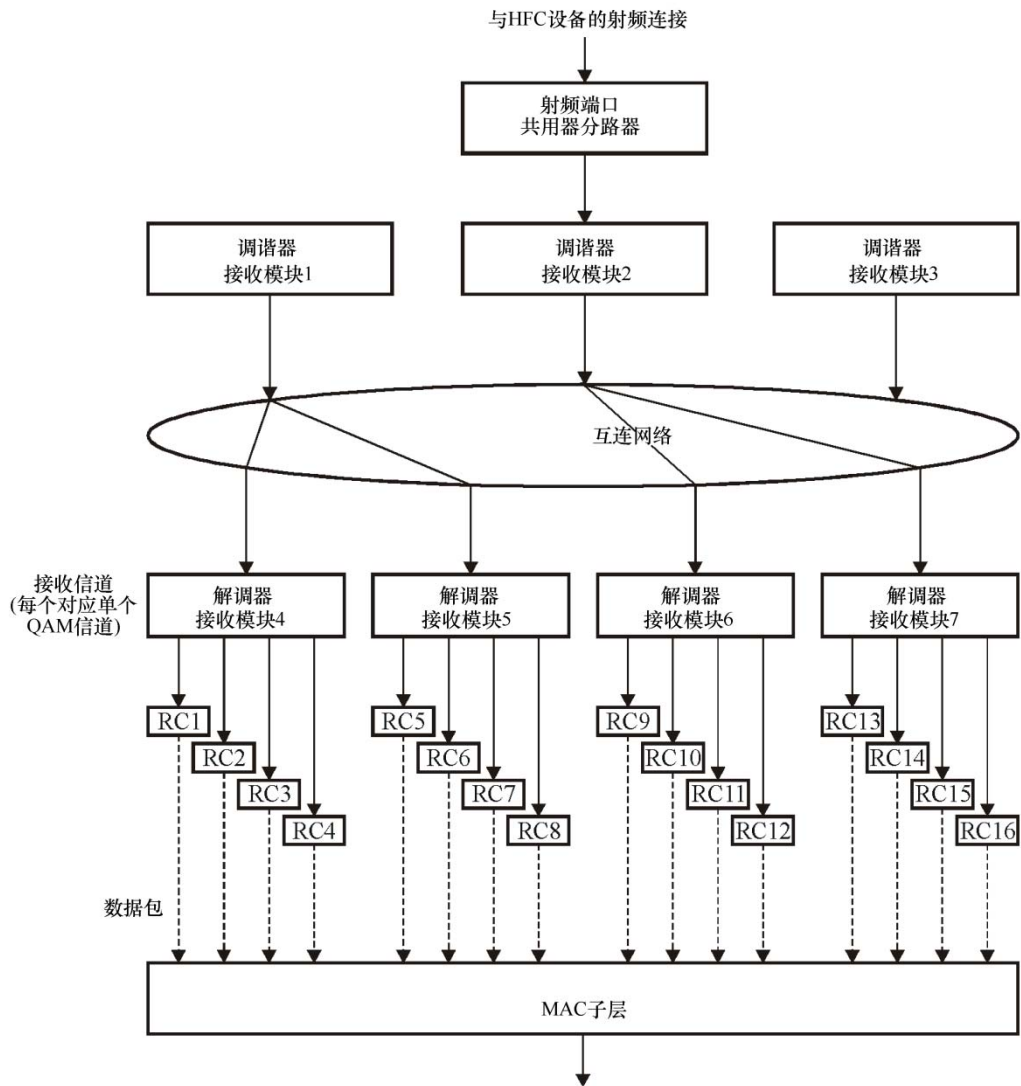 与HFC设备的射频连接
射频端口
共用器分路器
调谐器
接收模块1
调谐器
接收模块2
调谐器
接收模块3
互连网络
接收信道
(每个对应单个
QAM信道)
解调器
接收模块4
解调器
接收模块5
解调器
接收模块6
解调器
接收模块7
RC1
RC2
RC3
RC4
RC5
RC6
RC7
RC8
RC9
RC10
RC11
RC12
RC13
RC14
RC15
RC16
数据包
MAC子层